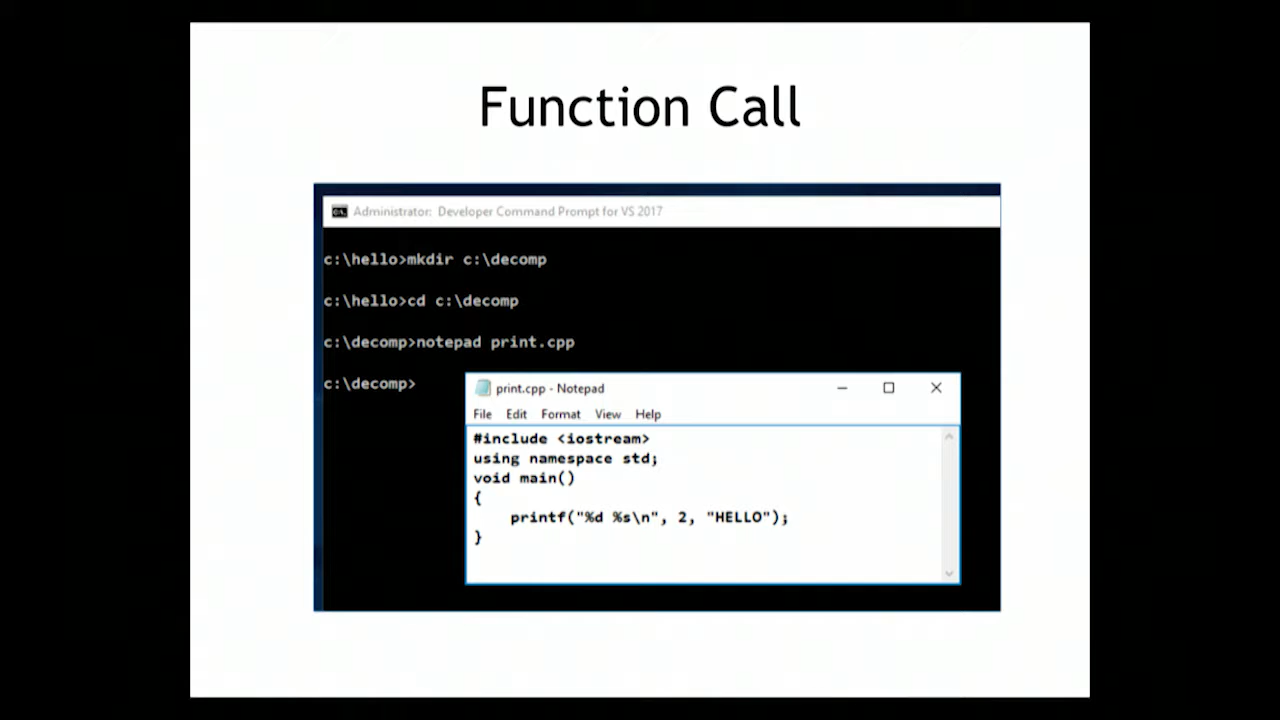 Function Call
Administrator: Developer Command Prompt for VS 2017
c:\hello>mkdir c:\decomp
c:\hello>cd c:\decomp
c:\decomp>notepad print.cpp
c:\decomp>
print.cpp - Notepad
File Edit Format View Help
#include <iostream>
using namespace std;
void main()
{
    printf("%d %s\n", 2, "HELLO");
}